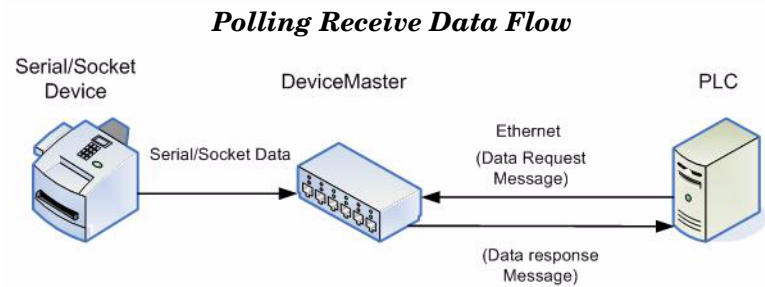 Polling Receive Data Flow
Serial/Socket
Device
DeviceMaster
PLC
Serial/Socket Data
Ethernet
(Data Request
Message)
(Data response
Message)